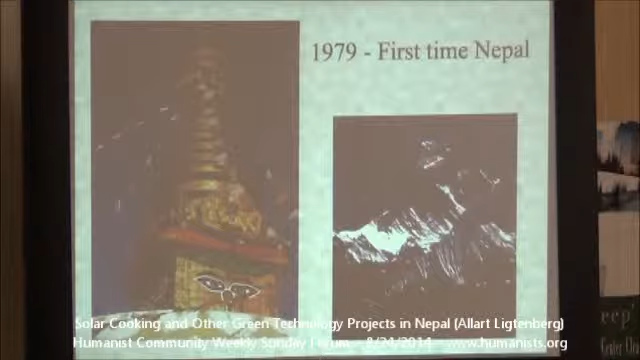 1979 - First time Nepal
Solar Cooking and Other Green Technology Projects in Nepal (Allart Ligtenberg)
Humanist Community Weekly Sunday Forum - 8/24/2014 - www.humanists.org